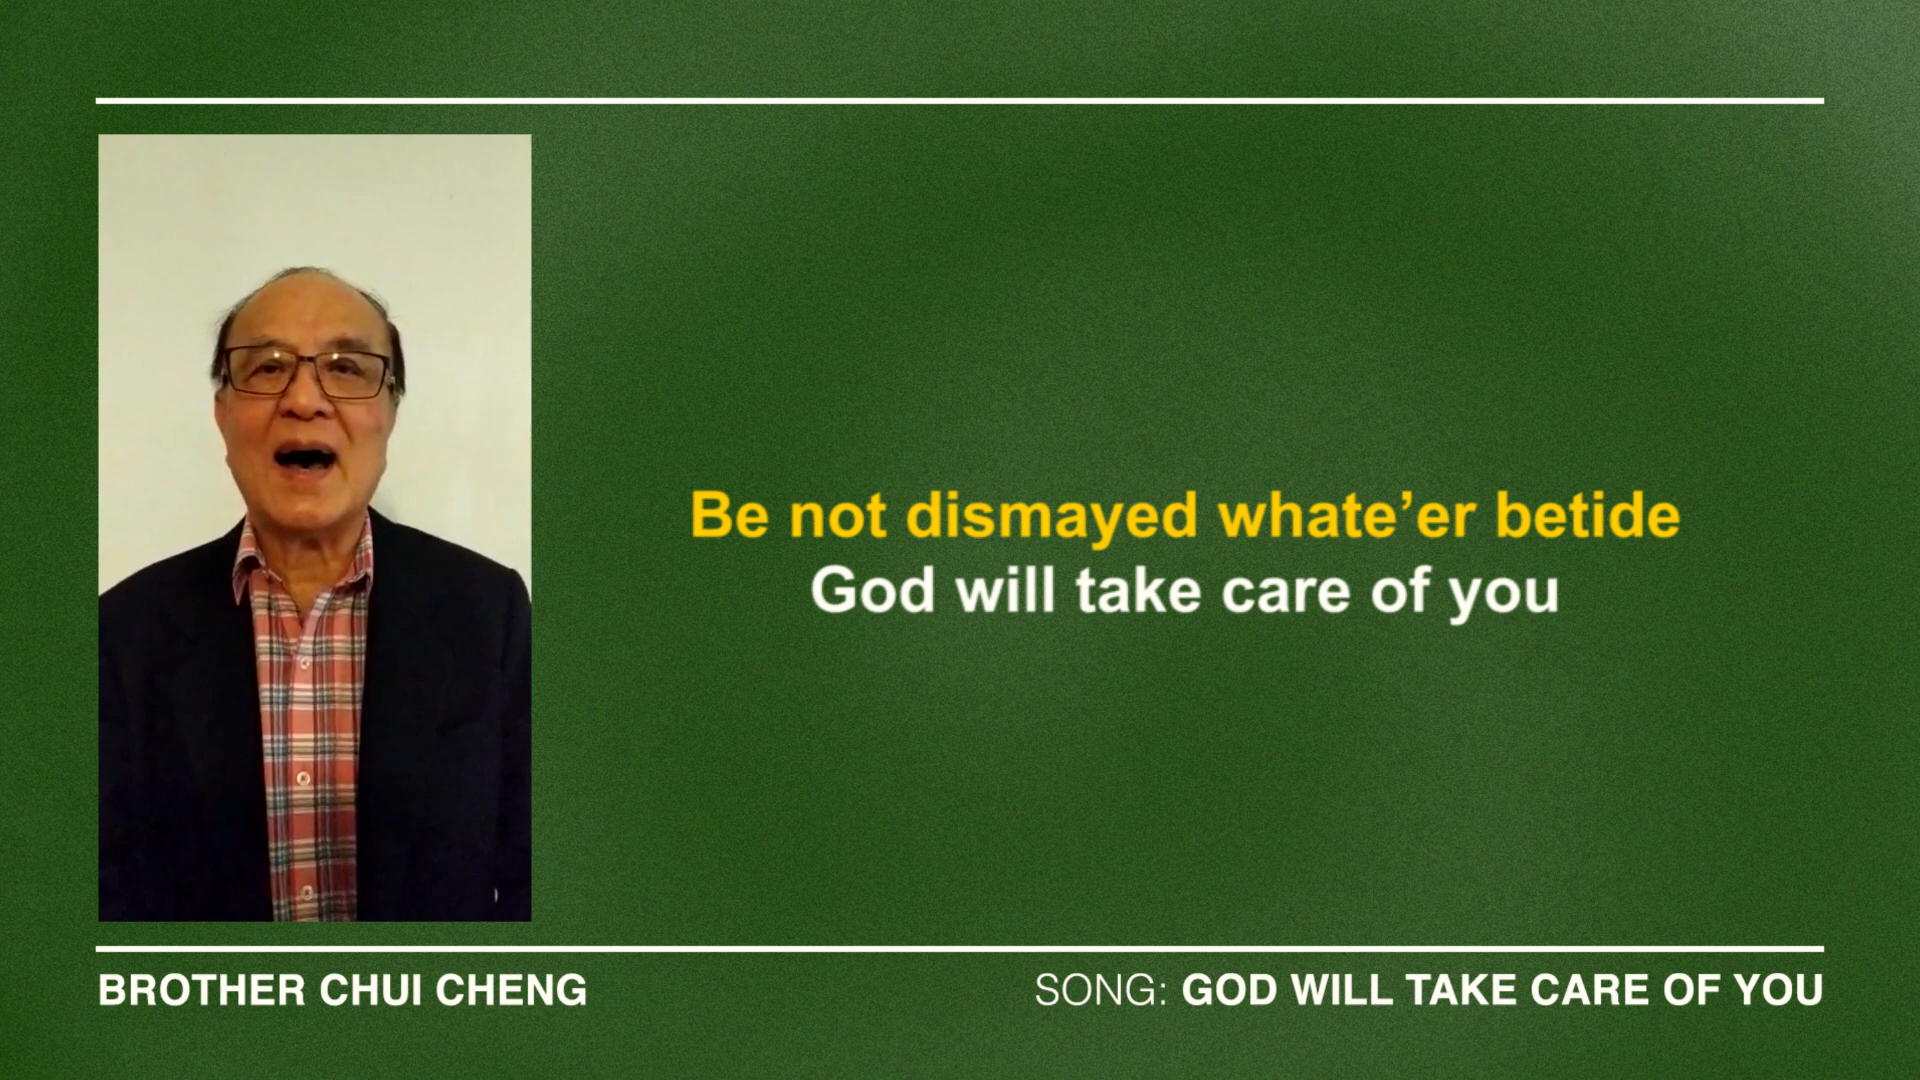 Be not dismayed whate’er betide
God will take care of you
BROTHER CHUI CHENG
SONG: GOD WILL TAKE CARE OF YOU